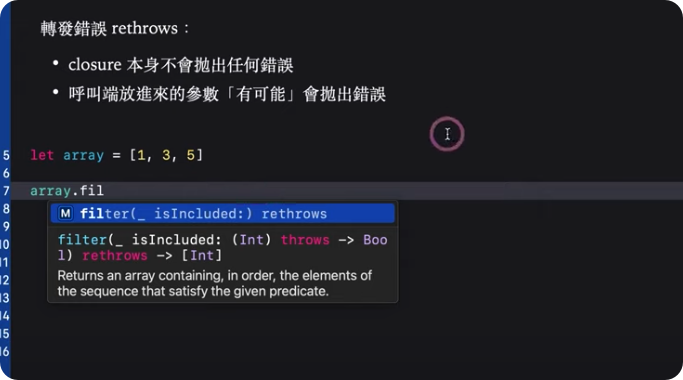 轉發錯誤 rethrows：
• closure 本身不會拋出任何錯誤
• 呼叫端放進來的參數「有可能」會拋出錯誤
5 let array = [1, 3, 5]
6
7 array.fil
8 M filter(_ isIncluded:) rethrows
9
10 filter(_ isIncluded: (Int) throws -> Boo
11 l) rethrows -> [Int]
12 Returns an array containing, in order, the elements of
13 the sequence that satisfy the given predicate.
14
15
16